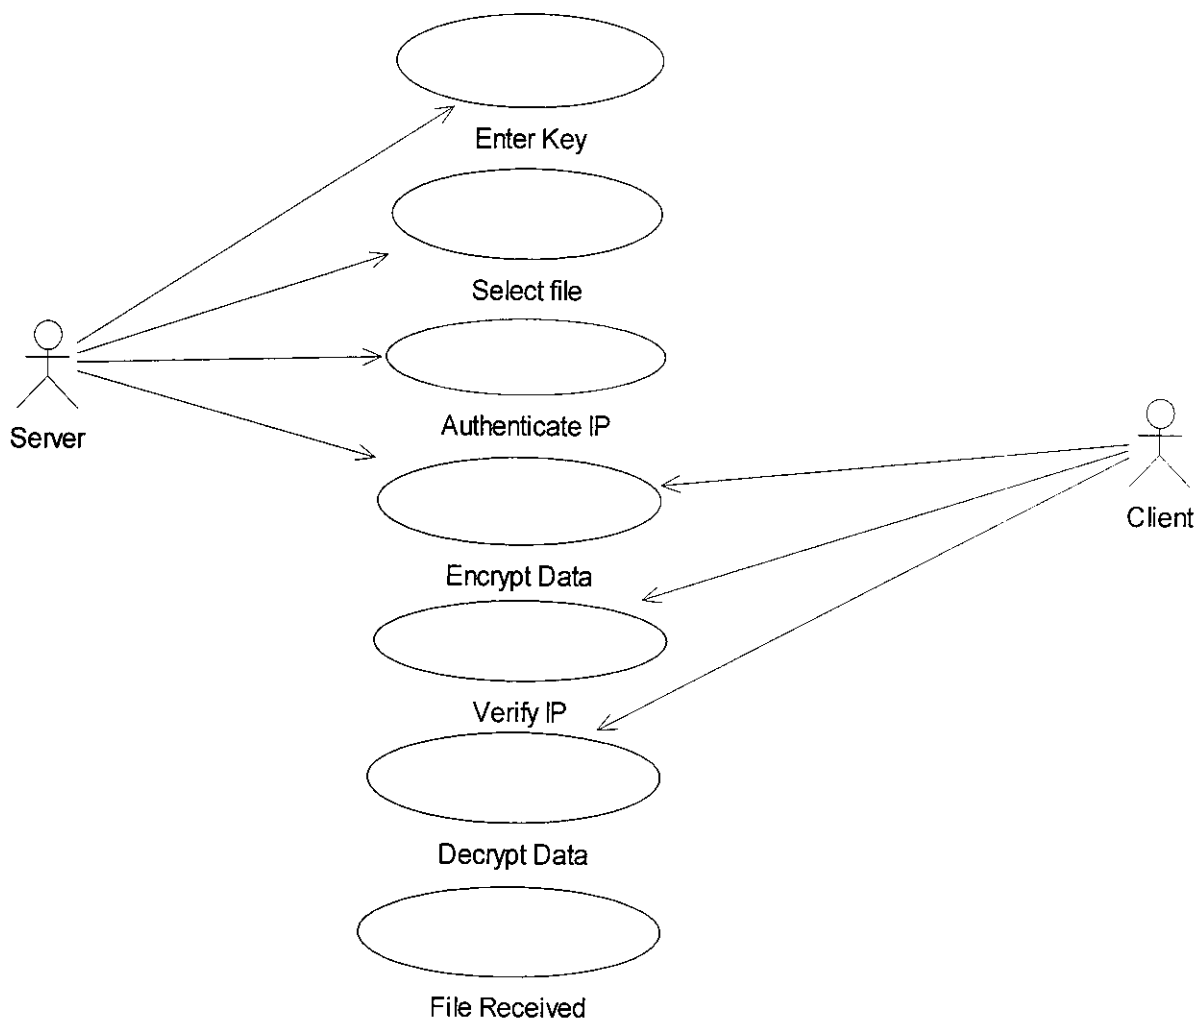 Enter Key
Select file
Server
Authenticate IP
Client
Encrypt Data
Verify IP
Decrypt Data
File Received